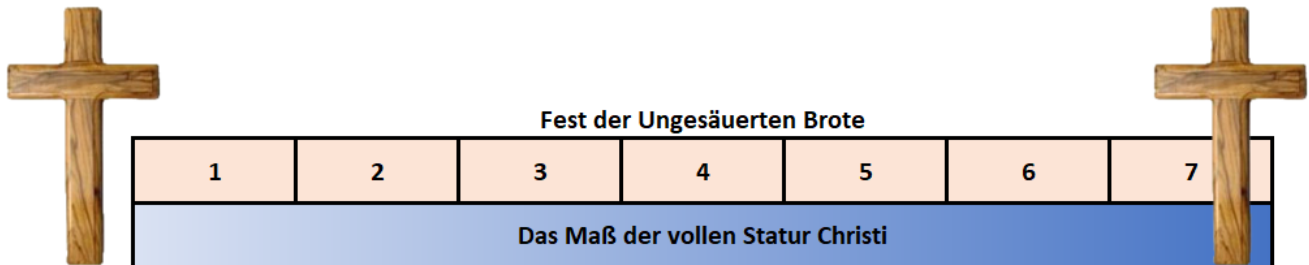 Fest der Ungesäuerten Brote
1 2 3 4 5 6 7
Das Maß der vollen Statur Christi